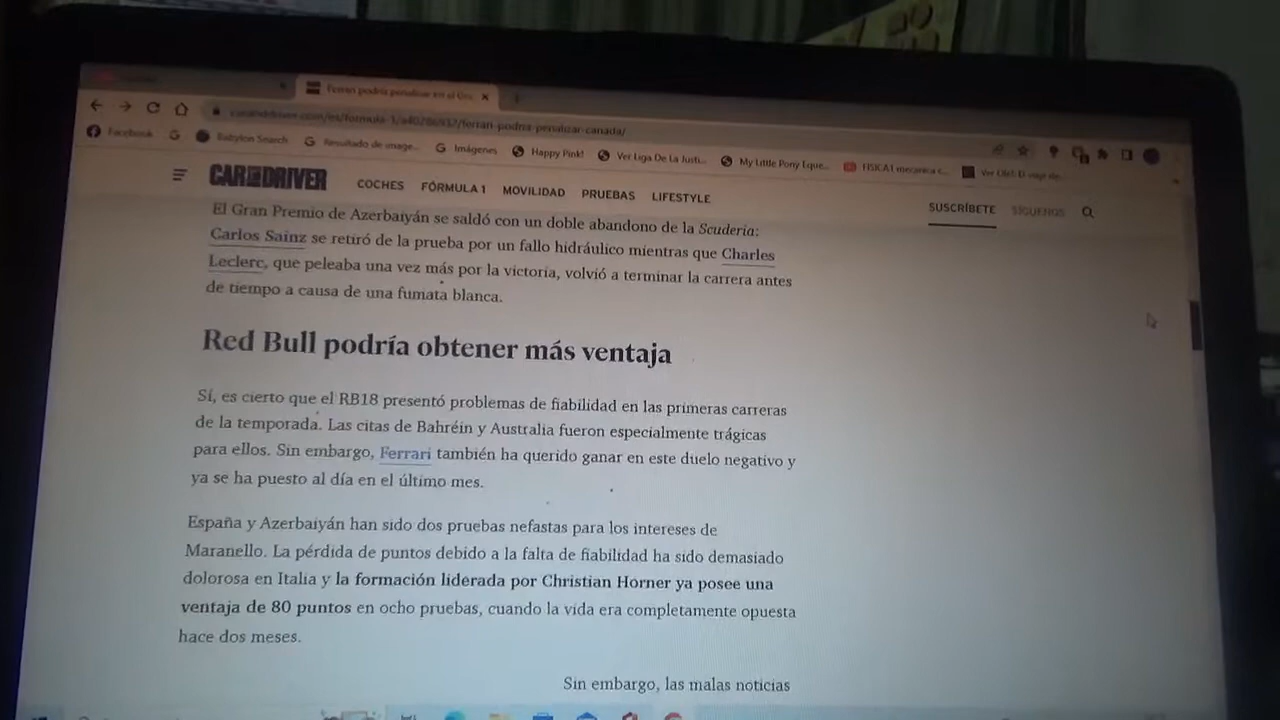 Ferrari podría penalizar en el Gra
caranddriver.com/es/formula-1/a40286937/ferrari-podria-penalizar-canada/
Facebook G Babylon Search G Resultado de image... G Imágenes Happy Pink! Ver Liga De La Justi... My Little Pony Eque... FISICA1 mecanica c...
CAR AND DRIVER COCHES FÓRMULA 1 MOVILIDAD PRUEBAS LIFESTYLE SUSCRÍBETE SÍGUENOS
El Gran Premio de Azerbaiyán se saldó con un doble abandono de la Scuderia:
Carlos Sainz se retiró de la prueba por un fallo hidráulico mientras que Charles
Leclerc, que peleaba una vez más por la victoria, volvió a terminar la carrera antes
de tiempo a causa de una fumata blanca.
Red Bull podría obtener más ventaja
Sí, es cierto que el RB18 presentó problemas de fiabilidad en las primeras carreras
de la temporada. Las citas de Bahréin y Australia fueron especialmente trágicas
para ellos. Sin embargo, Ferrari también ha querido ganar en este duelo negativo y
ya se ha puesto al día en el último mes.
España y Azerbaiyán han sido dos pruebas nefastas para los intereses de
Maranello. La pérdida de puntos debido a la falta de fiabilidad ha sido demasiado
dolorosa en Italia y la formación liderada por Christian Horner ya posee una
ventaja de 80 puntos en ocho pruebas, cuando la vida era completamente opuesta
hace dos meses.
Sin embargo, las malas noticias